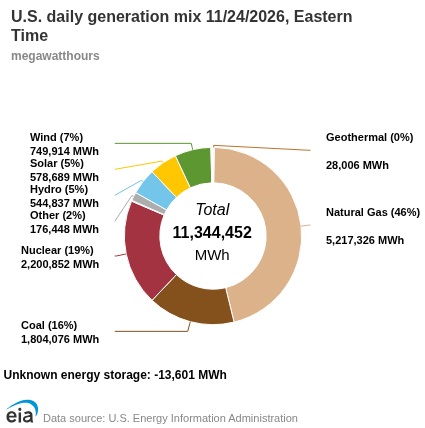 U.S. daily generation mix 11/24/2026, Eastern
Time
megawatthours
Wind (7%)
749,914 MWh
Solar (5%)
578,689 MWh
Hydro (5%)
544,837 MWh
Other (2%)
176,448 MWh
Nuclear (19%)
2,200,852 MWh
Coal (16%)
1,804,076 MWh
Total
11,344,452
MWh
Geothermal (0%)
28,006 MWh
Natural Gas (46%)
5,217,326 MWh
Unknown energy storage: -13,601 MWh
eia
Data source: U.S. Energy Information Administration